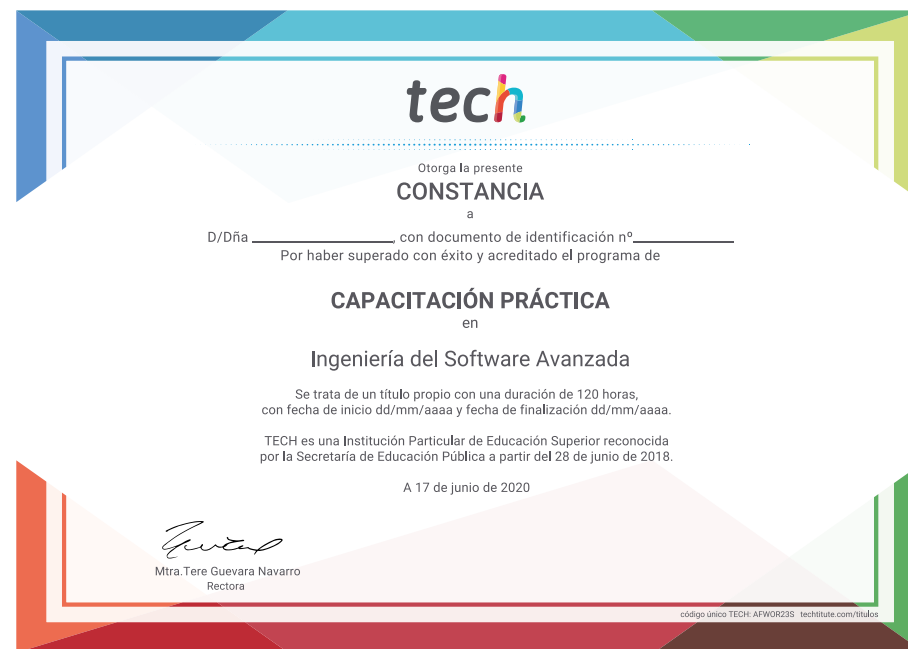 tech
Otorga la presente
CONSTANCIA
a
D/Dña ____________________, con documento de identificación nº______________
Por haber superado con éxito y acreditado el programa de
CAPACITACIÓN PRÁCTICA
en
Ingeniería del Software Avanzada
Se trata de un título propio con una duración de 120 horas,
con fecha de inicio dd/mm/aaaa y fecha de finalización dd/mm/aaaa.
TECH es una Institución Particular de Educación Superior reconocida
por la Secretaría de Educación Pública a partir del 28 de junio de 2018.
A 17 de junio de 2020
Mtra.Tere Guevara Navarro
Rectora
código único TECH: AFWOR23S techtitute.com/titulos